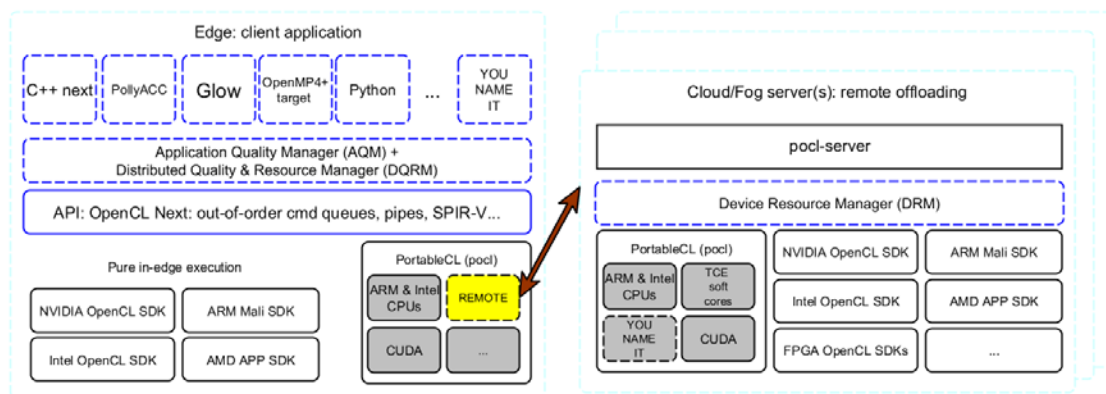 Edge: client application
C++ next
PollyACC
Glow
OpenMP4+
target
Python
...
YOU
NAME
IT
Application Quality Manager (AQM) +
Distributed Quality & Resource Manager (DQRM)
API: OpenCL Next: out-of-order cmd queues, pipes, SPIR-V...
Pure in-edge execution
NVIDIA OpenCL SDK
ARM Mali SDK
Intel OpenCL SDK
AMD APP SDK
PortableCL (pocl)
ARM & Intel
CPUs
REMOTE
CUDA
...
Cloud/Fog server(s): remote offloading
pocl-server
Device Resource Manager (DRM)
PortableCL (pocl)
ARM & Intel
CPUs
TCE
soft
cores
YOU
NAME
IT
CUDA
NVIDIA OpenCL SDK
ARM Mali SDK
Intel OpenCL SDK
AMD APP SDK
FPGA OpenCL SDKs
...